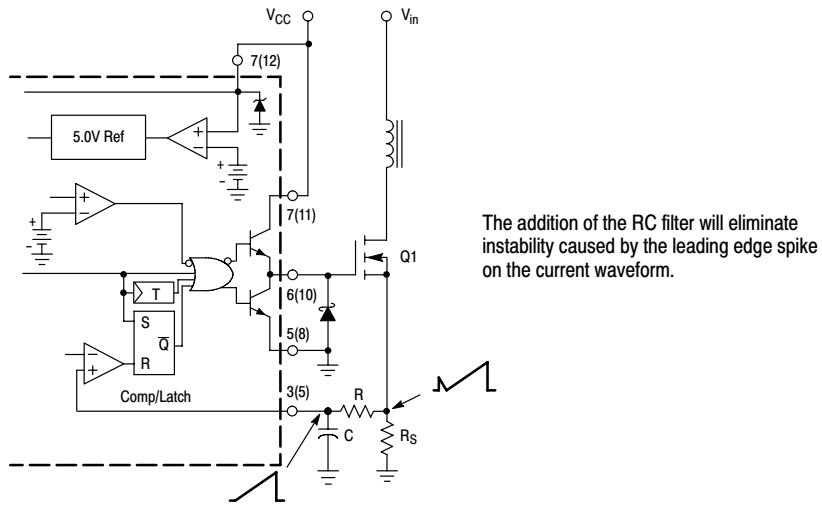 VCC
Vin
7(12)
5.0V Ref
+
−
+
-
+
−
+
-
7(11)
The addition of the RC filter will eliminate
instability caused by the leading edge spike
on the current waveform.
Q1
6(10)
T
S
Q̅
R
5(8)
−
+
Comp/Latch
3(5)
R
C
RS